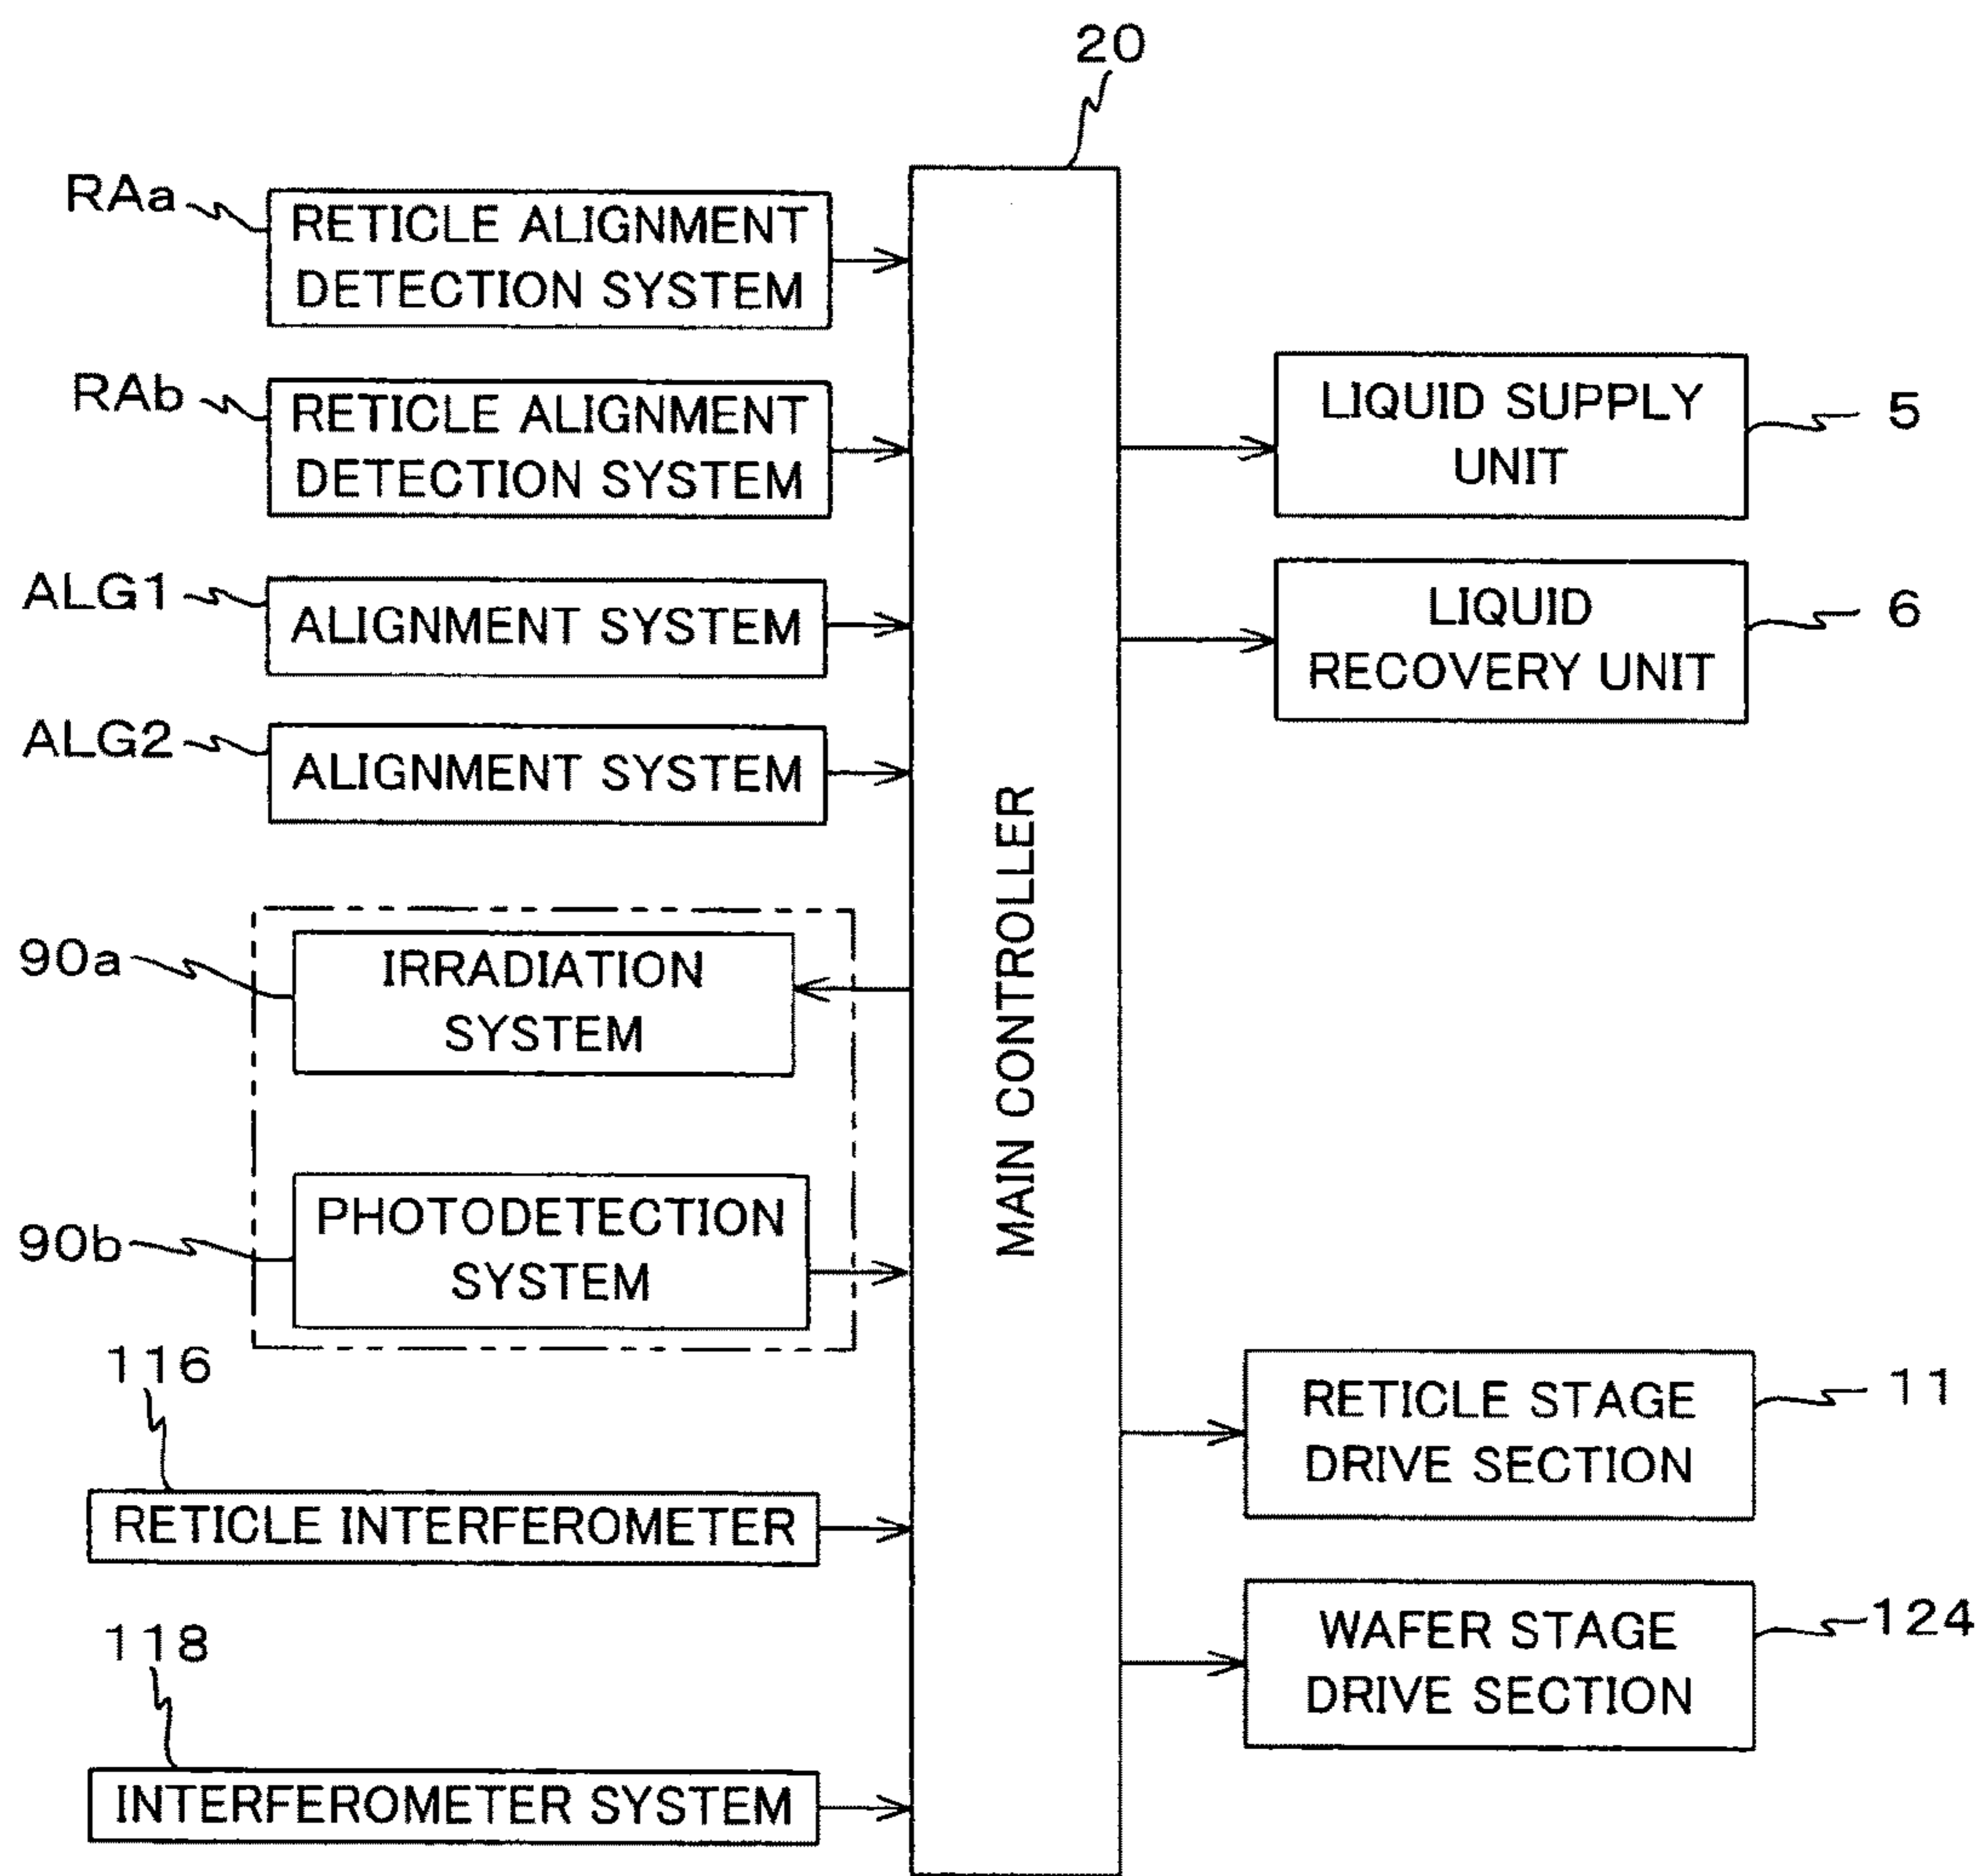 20
RAa
RETICLE ALIGNMENT
DETECTION SYSTEM
RAb
RETICLE ALIGNMENT
DETECTION SYSTEM
ALG1
ALIGNMENT SYSTEM
ALG2
ALIGNMENT SYSTEM
90a
IRRADIATION
SYSTEM
90b
PHOTODETECTION
SYSTEM
116
RETICLE INTERFEROMETER
118
INTERFEROMETER SYSTEM
MAIN CONTROLLER
LIQUID SUPPLY
UNIT
5
LIQUID
RECOVERY UNIT
6
RETICLE STAGE
DRIVE SECTION
11
WAFER STAGE
DRIVE SECTION
124